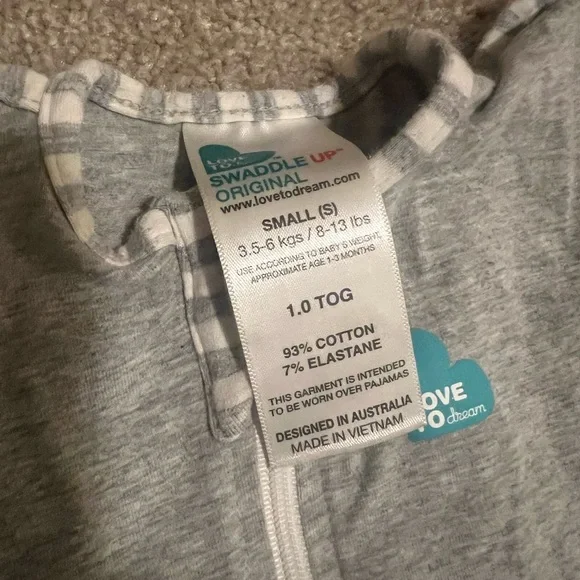 LOVE
TO
SWADDLE UP™
ORIGINAL
www.lovetodream.com
SMALL (S)
3.5-6 kgs / 8-13 lbs
USE ACCORDING TO BABY'S WEIGHT,
APPROXIMATE AGE 1-3 MONTHS
1.0 TOG
93% COTTON
7% ELASTANE
THIS GARMENT IS INTENDED
TO BE WORN OVER PAJAMAS
DESIGNED IN AUSTRALIA
MADE IN VIETNAM
OVE
TO dream